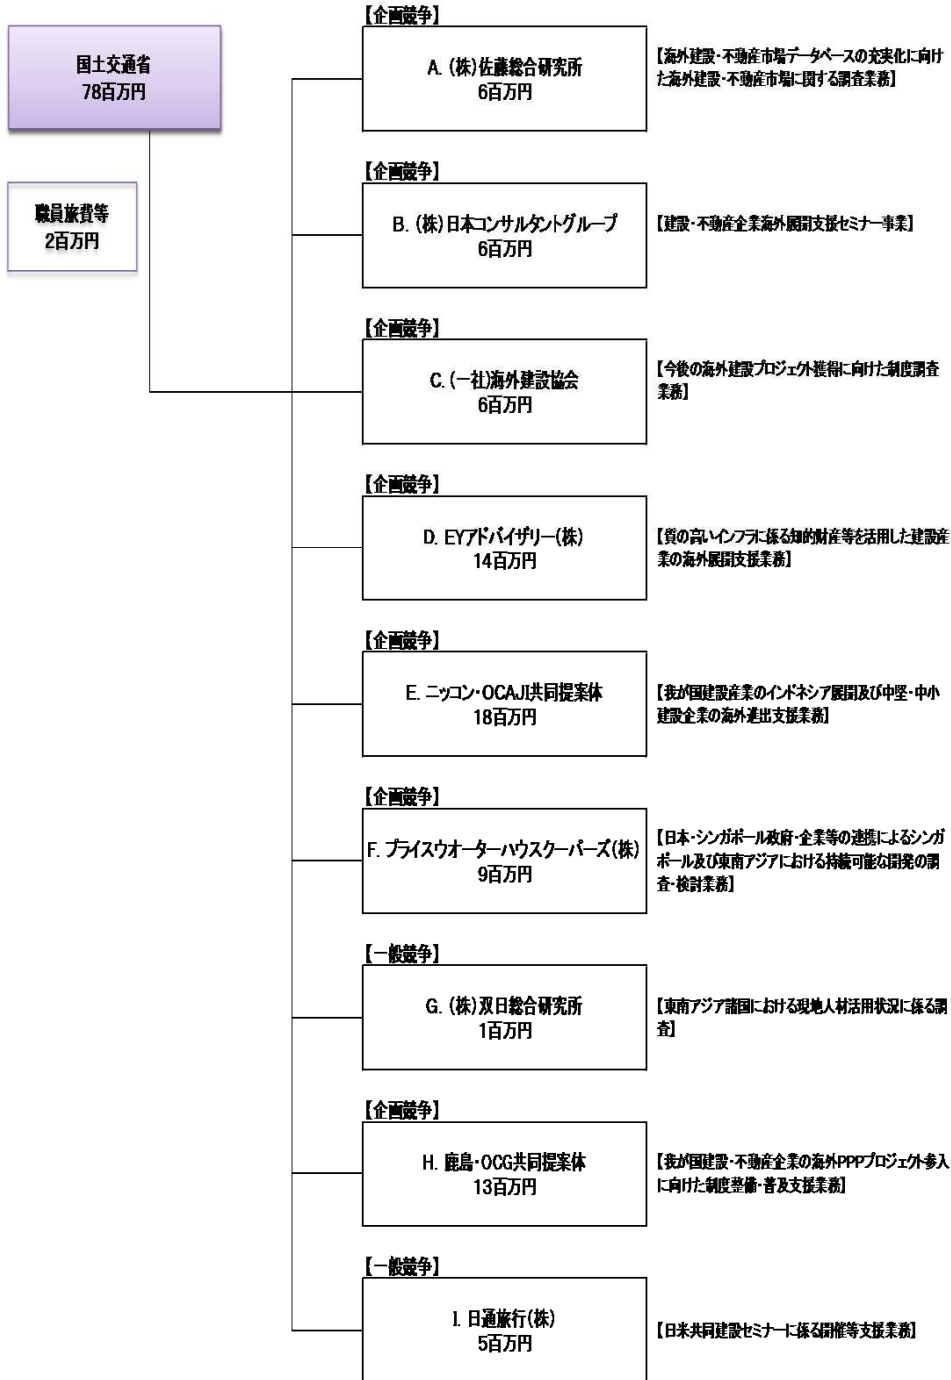 国土交通省
78百万円
職員旅費等
2百万円
【企画競争】
A. (株)佐藤総合研究所
6百万円
【海外建設・不動産市場データベースの充実化に向け
た海外建設・不動産市場に関する調査業務】
【企画競争】
B. (株)日本コンサルタントグループ
6百万円
【建設・不動産企業海外展開支援セミナー事業】
【企画競争】
C. (一社)海外建設協会
6百万円
【今後の海外建設プロジェクト獲得に向けた制度調査
業務】
【企画競争】
D. EYアドバイザリー(株)
14百万円
【質の高いインフラに係る知的財産等を活用した建設産
業の海外展開支援業務】
【企画競争】
E. ニッコン・OCAJI共同提案体
18百万円
【我が国建設産業のインドネシア展開及び中堅・中小
建設企業の海外進出支援業務】
【企画競争】
F. プライスウオーターハウスクーパーズ(株)
9百万円
【日本・シンガポール政府・企業等の連携によるシンガ
ポール及び東南アジアにおける持続可能な開発の調
査・検討業務】
【一般競争】
G. (株)双日総合研究所
1百万円
【東南アジア諸国における現地人材活用状況に係る調
査】
【企画競争】
H. 鹿島・OCG共同提案体
13百万円
【我が国建設・不動産企業の海外PPPプロジェクト参入
に向けた制度整備・普及支援業務】
【一般競争】
I. 日通旅行(株)
5百万円
【日米共同建設セミナーに係る開催等支援業務】